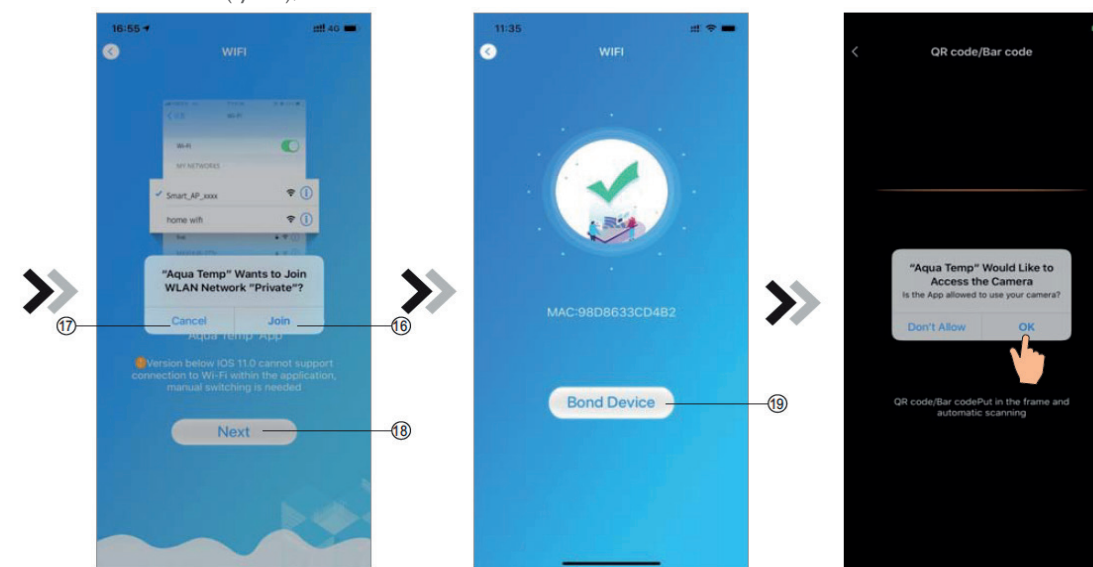 16:55
4G
WIFI
Wi-Fi
MY NETWORKS
Smart_AP_xxxx
home wifi
"Aqua Temp" Wants to Join
WLAN Network "Private"?
Cancel
Join
Aqua Temp App
Version below IOS 11.0 cannot support
connection to Wi-Fi within the application,
manual switching is needed
Next
17
16
18
11:35
WIFI
MAC:98D8633CD4B2
Bond Device
19
QR code/Bar code
"Aqua Temp" Would Like to
Access the Camera
Is the App allowed to use your camera?
Don't Allow
OK
QR code/Bar codePut in the frame and
automatic scanning